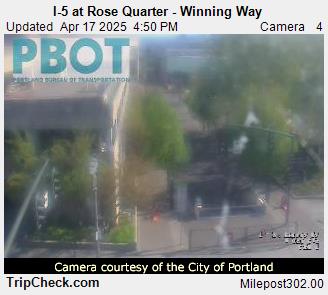 I-5 at Rose Quarter - Winning Way
Updated Apr 17 2025 4:50 PM Camera 4
PBOT
PORTLAND BUREAU OF TRANSPORTATION
Camera courtesy of the City of Portland
TripCheck.com Milepost302.00